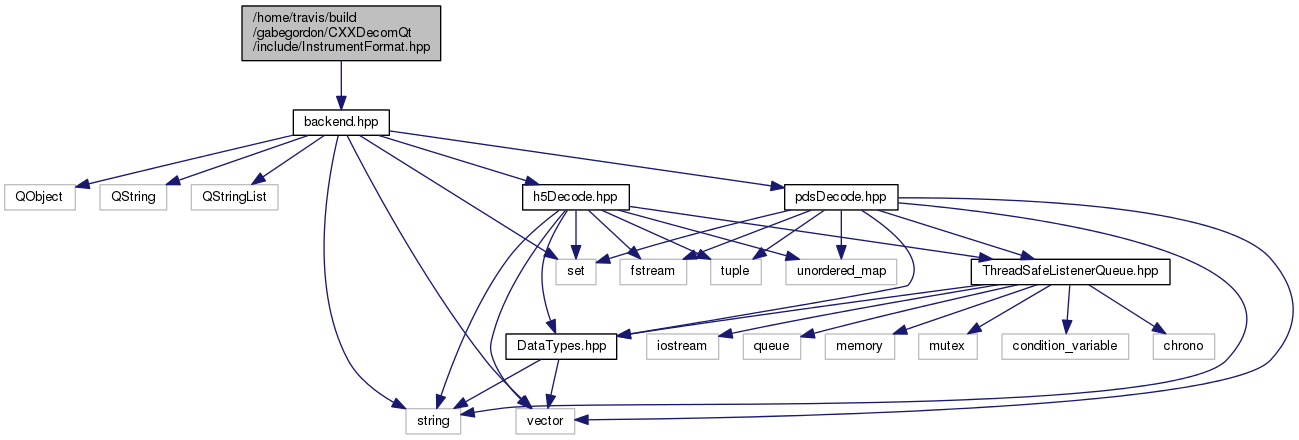 /home/travis/build
/gabegordon/CXXDecomQt
/include/InstrumentFormat.hpp
backend.hpp
QObject
QString
QStringList
h5Decode.hpp
pdsDecode.hpp
set
fstream
tuple
unordered_map
ThreadSafeListenerQueue.hpp
DataTypes.hpp
iostream
queue
memory
mutex
condition_variable
chrono
string
vector